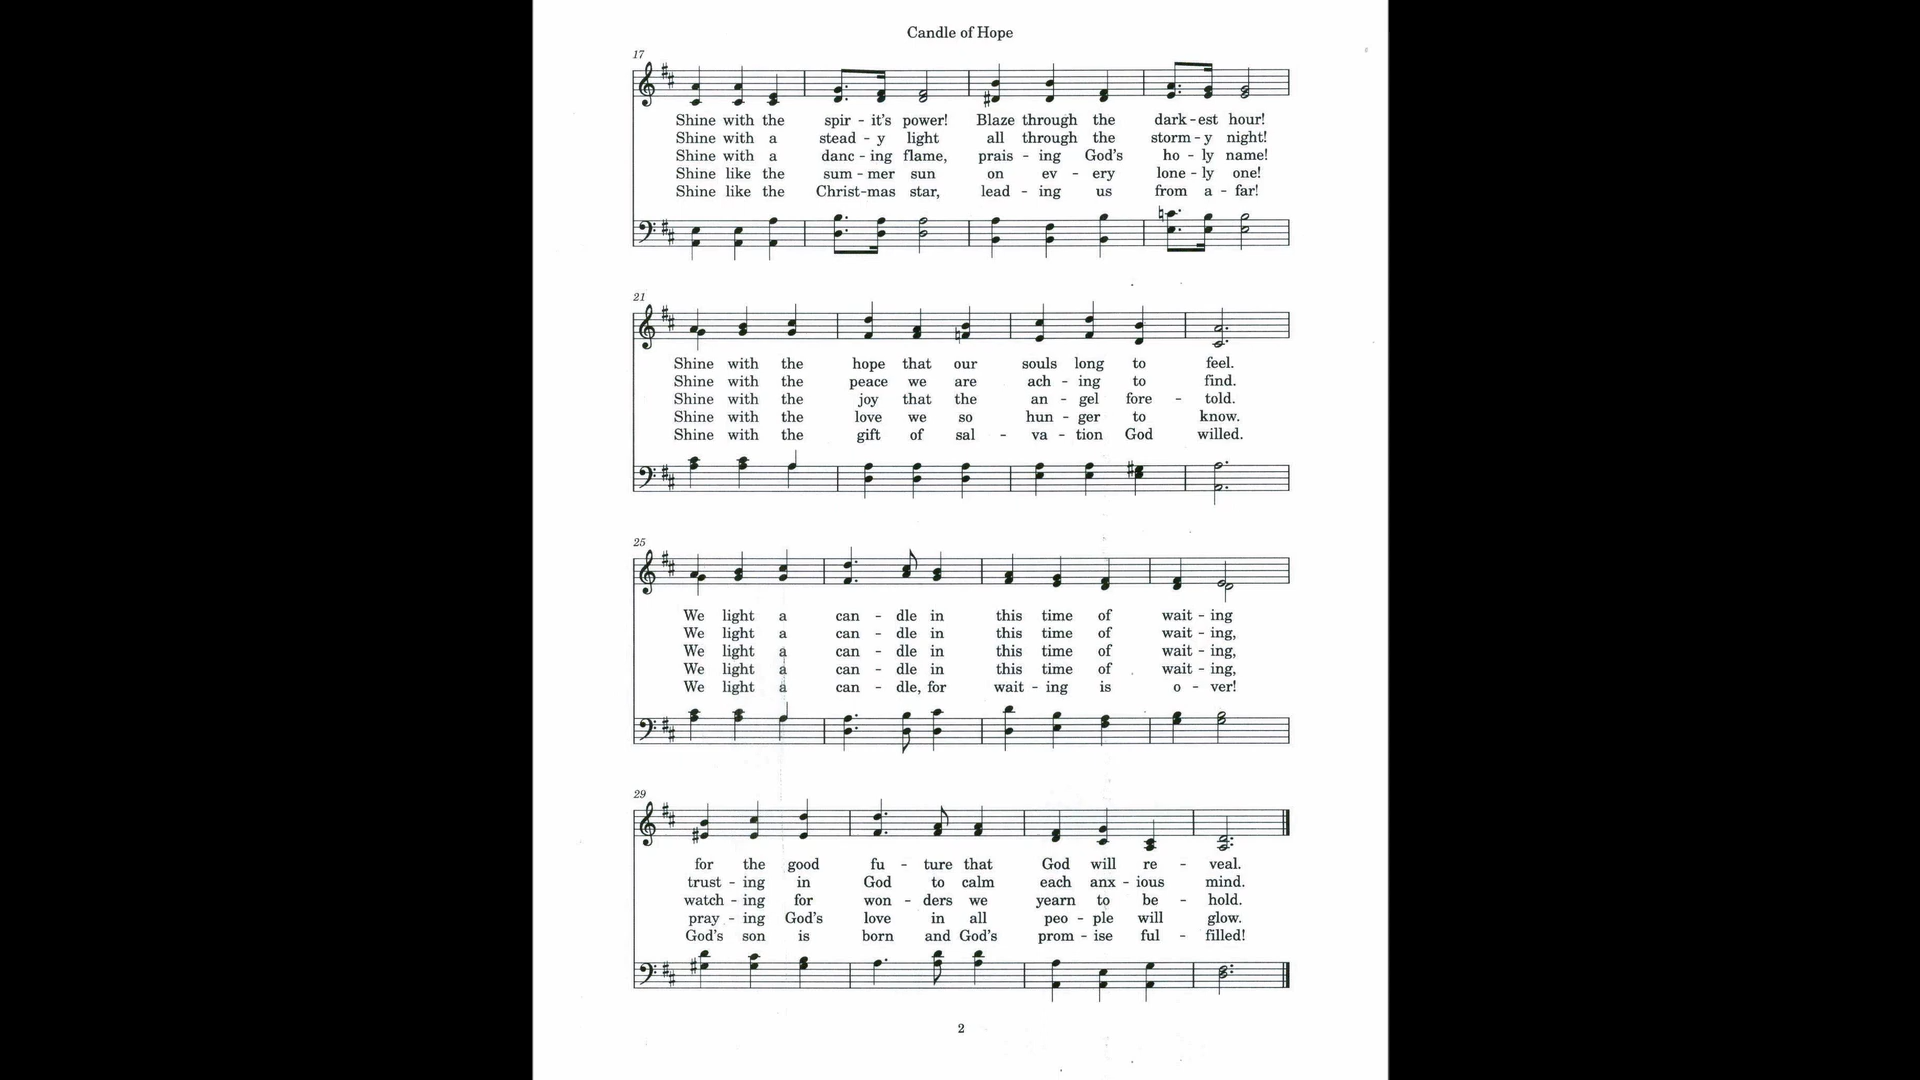 Candle of Hope
17
Shine with the spir - it's power! Blaze through the dark - est hour!
Shine with a stead - y light all through the storm - y night!
Shine with a danc - ing flame, prais - ing God's ho - ly name!
Shine like the sum - mer sun on ev - ery lone - ly one!
Shine like the Christ - mas star, lead - ing us from a - far!
21
Shine with the hope that our souls long to feel.
Shine with the peace we are ach - ing to find.
Shine with the joy that the an - gel fore - told.
Shine with the love we so hun - ger to know.
Shine with the gift of sal - va - tion God willed.
25
We light a can - dle in this time of wait - ing
We light a can - dle in this time of wait - ing,
We light a can - dle in this time of wait - ing,
We light a can - dle in this time of wait - ing,
We light a can - dle, for wait - ing is o - ver!
29
for the good fu - ture that God will re - veal.
trust - ing in God to calm each anx - ious mind.
watch - ing for won - ders we yearn to be - hold.
pray - ing God's love in all peo - ple will glow.
God's son is born and God's prom - ise ful - filled!
2